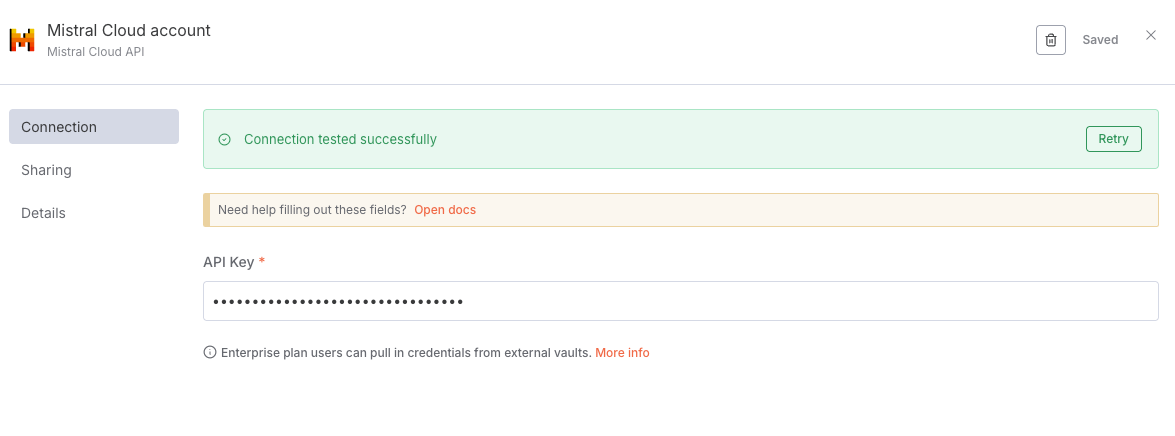 Mistral Cloud account
Mistral Cloud API
Saved
Connection
Sharing
Details
Connection tested successfully
Retry
Need help filling out these fields? Open docs
API Key *
••••••••••••••••••••••••••••••••
Enterprise plan users can pull in credentials from external vaults. More info